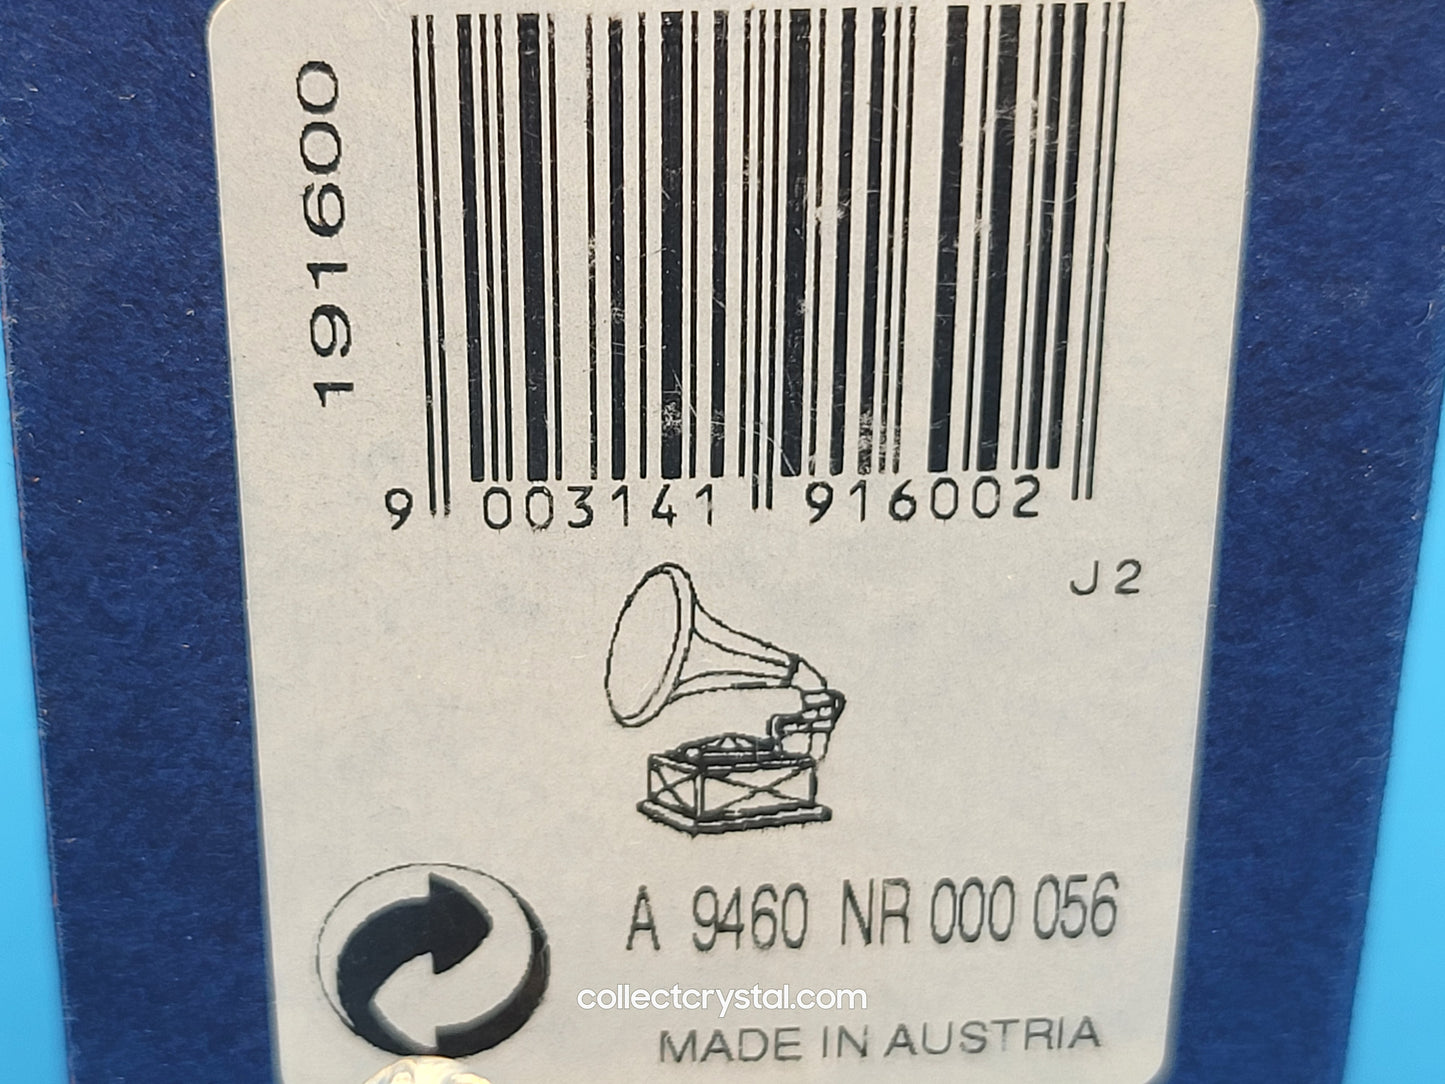 191600
9 003141 916002
J2
A 9460 NR 000 056
collectcrystal.com
MADE IN AUSTRIA